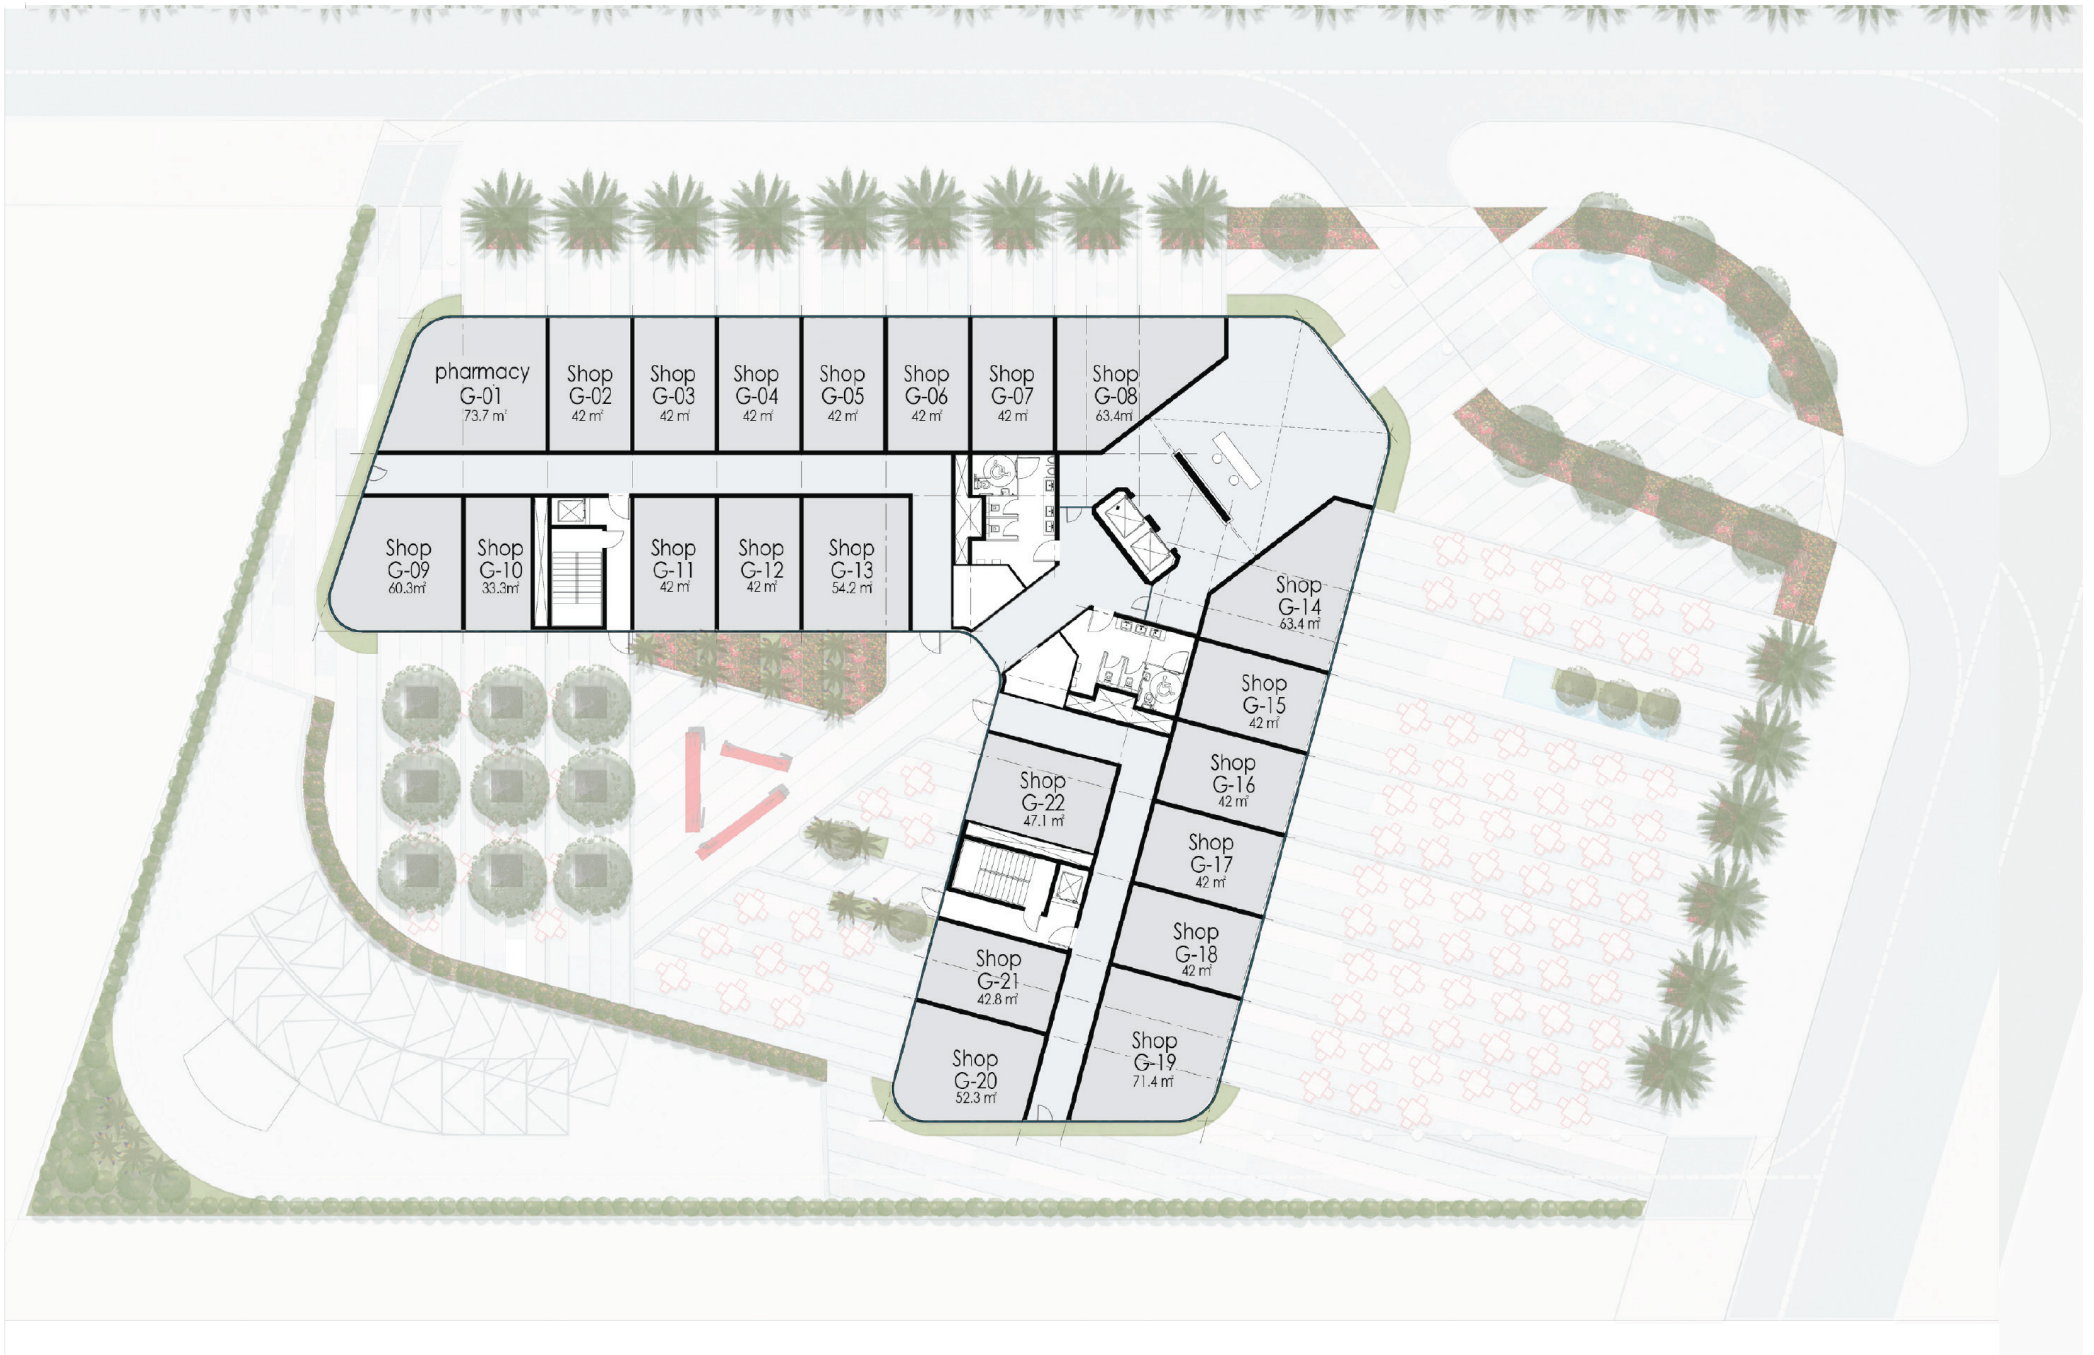 pharmacy
G-01
73.7 m²
Shop
G-02
42 m²
Shop
G-03
42 m²
Shop
G-04
42 m²
Shop
G-05
42 m²
Shop
G-06
42 m²
Shop
G-07
42 m²
Shop
G-08
63.4m²
Shop
G-09
60.3m²
Shop
G-10
33.3m²
Shop
G-11
42 m²
Shop
G-12
42 m²
Shop
G-13
54.2 m²
Shop
G-14
63.4 m²
Shop
G-15
42 m²
Shop
G-16
42 m²
Shop
G-17
42 m²
Shop
G-18
42 m²
Shop
G-19
71.4 m²
Shop
G-22
47.1 m²
Shop
G-21
42.8 m²
Shop
G-20
52.3 m²